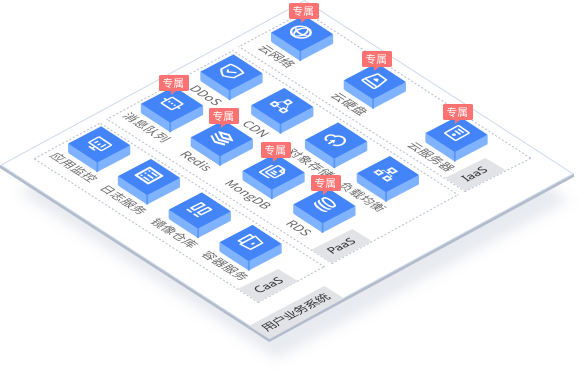 专属
云网络
专属
云硬盘
专属
云服务器
IaaS
DDoS
CDN
对象存储
负载均衡
专属
消息队列
专属
Redis
专属
MongDB
专属
RDS
PaaS
应用监控
日志服务
镜像仓库
容器服务
CaaS
用户业务系统